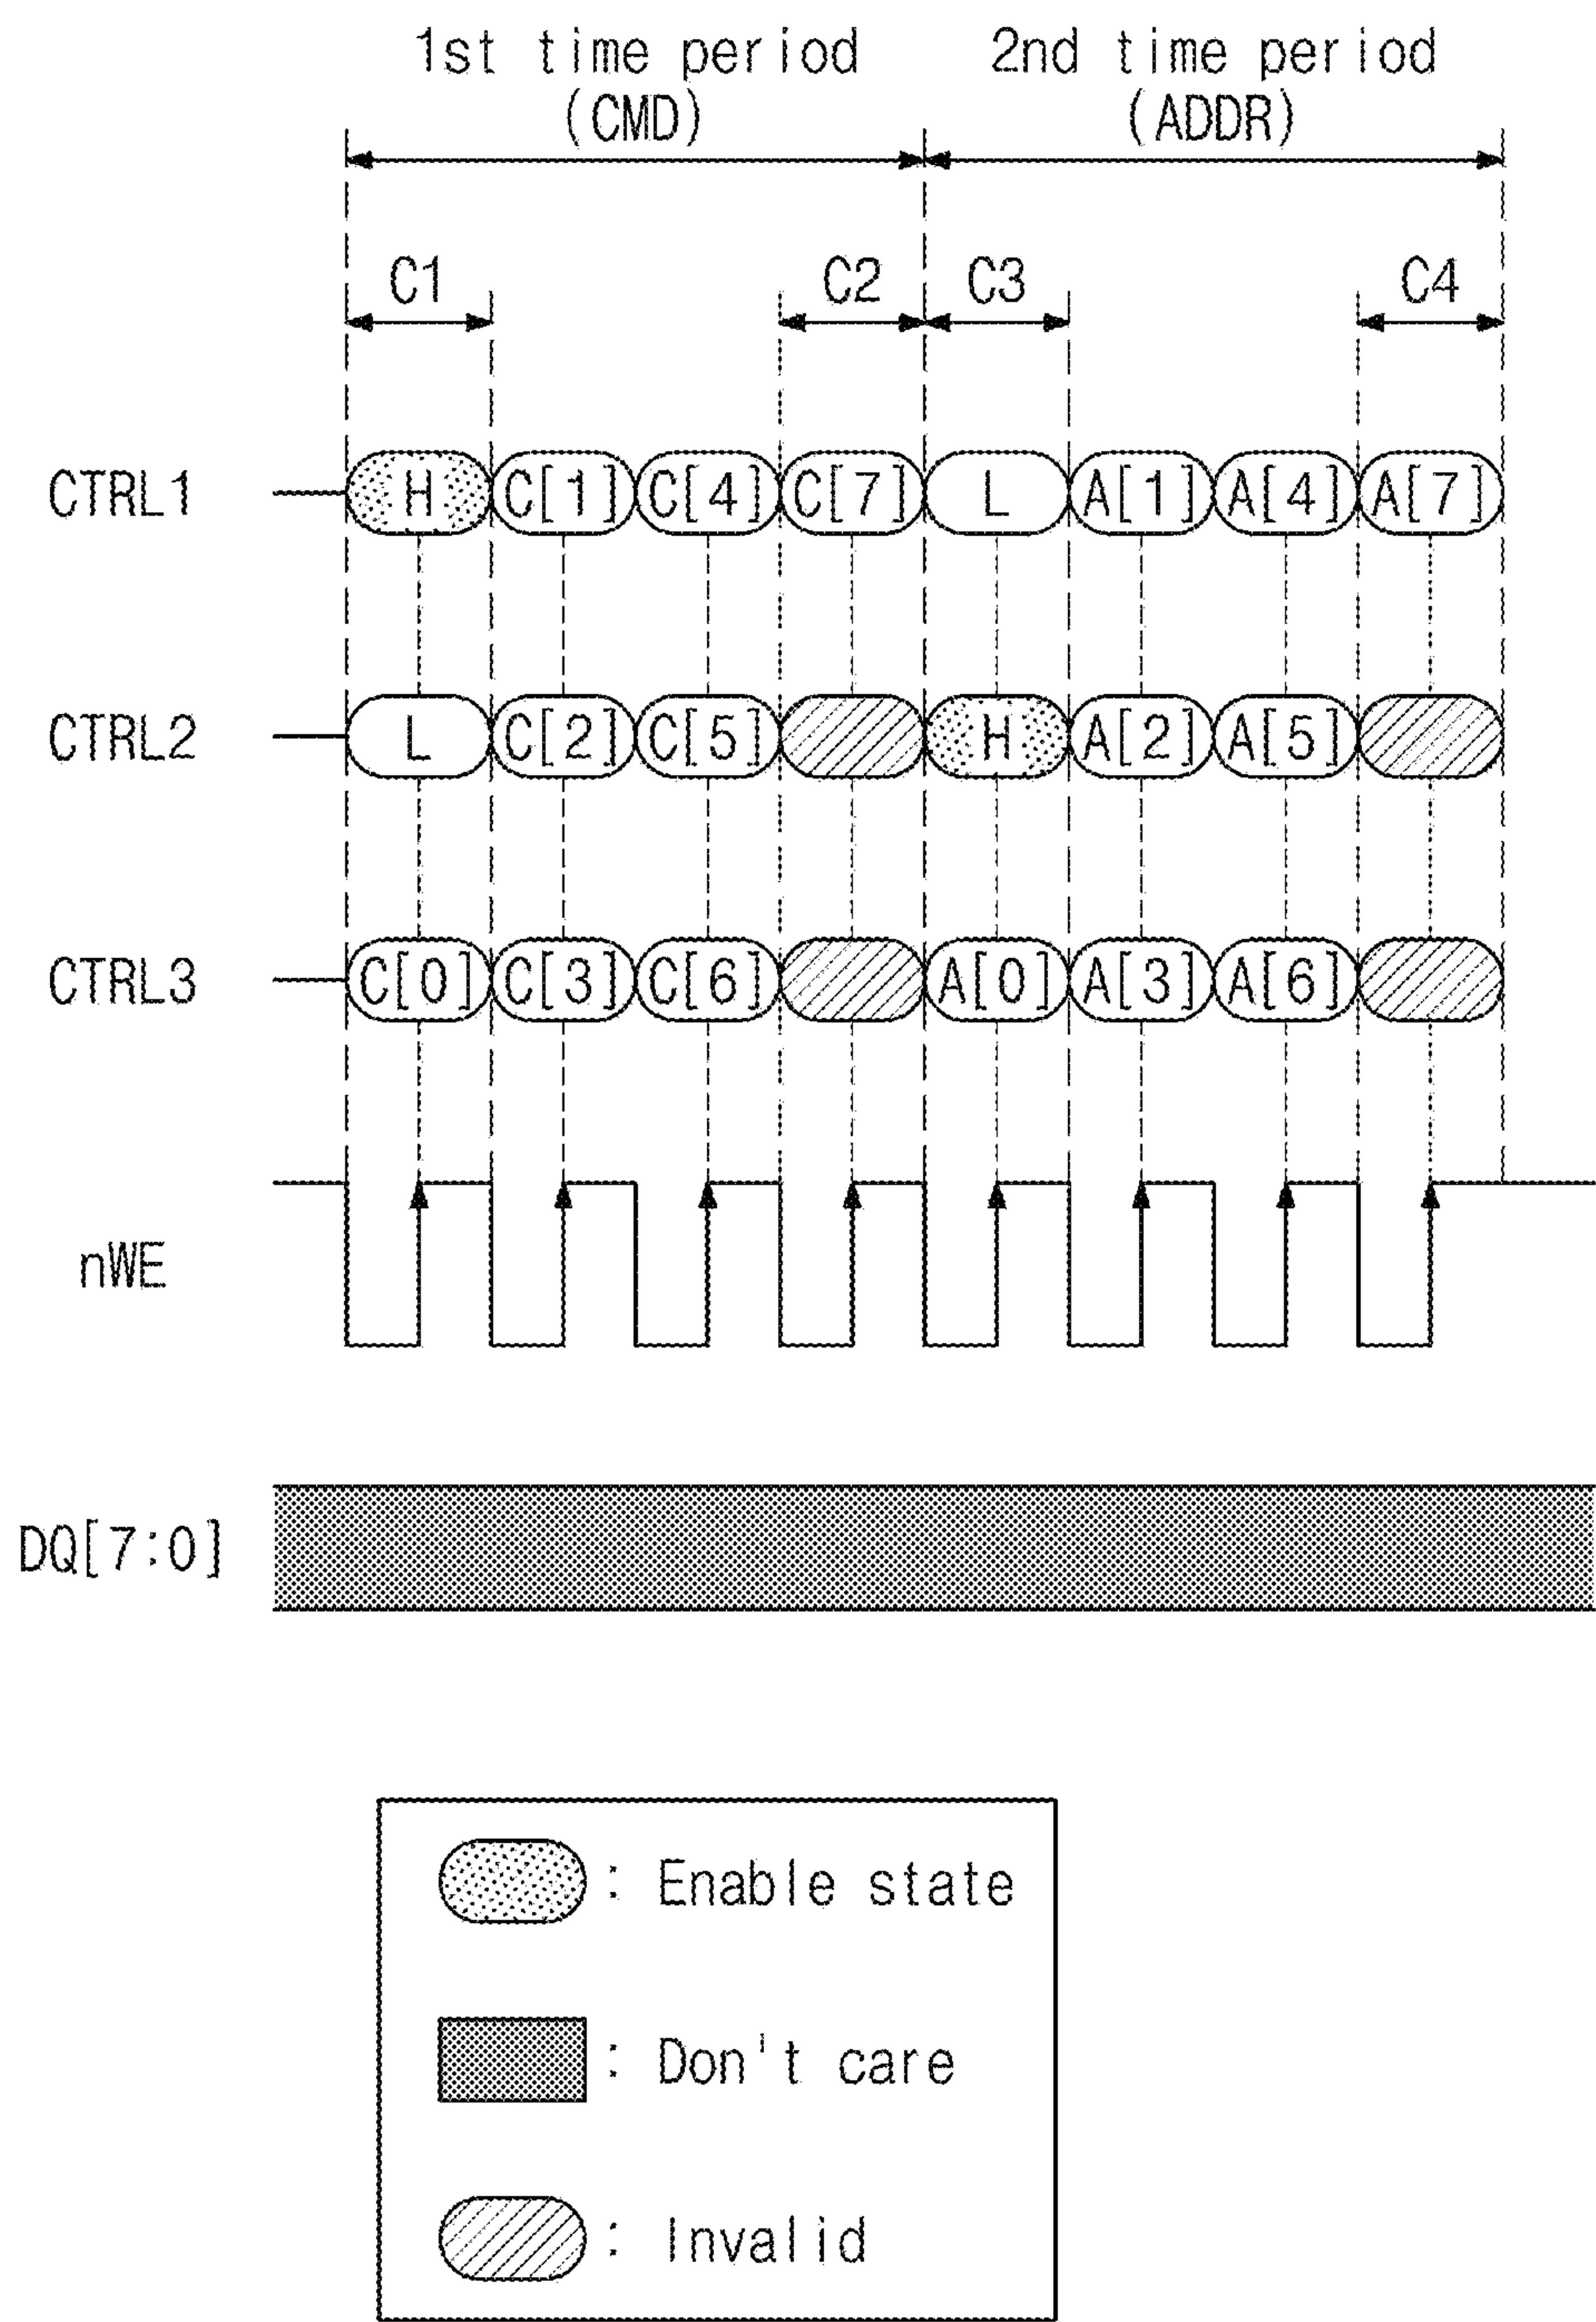 1st time period 2nd time period
(CMD) (ADDR)
C1 C2 C3 C4
CTRL1 H C[1] C[4] C[7] L A[1] A[4] A[7]
CTRL2 L C[2] C[5] H A[2] A[5]
CTRL3 C[0] C[3] C[6] A[0] A[3] A[6]
nWE
DQ[7:0]
: Enable state
: Don't care
: Invalid